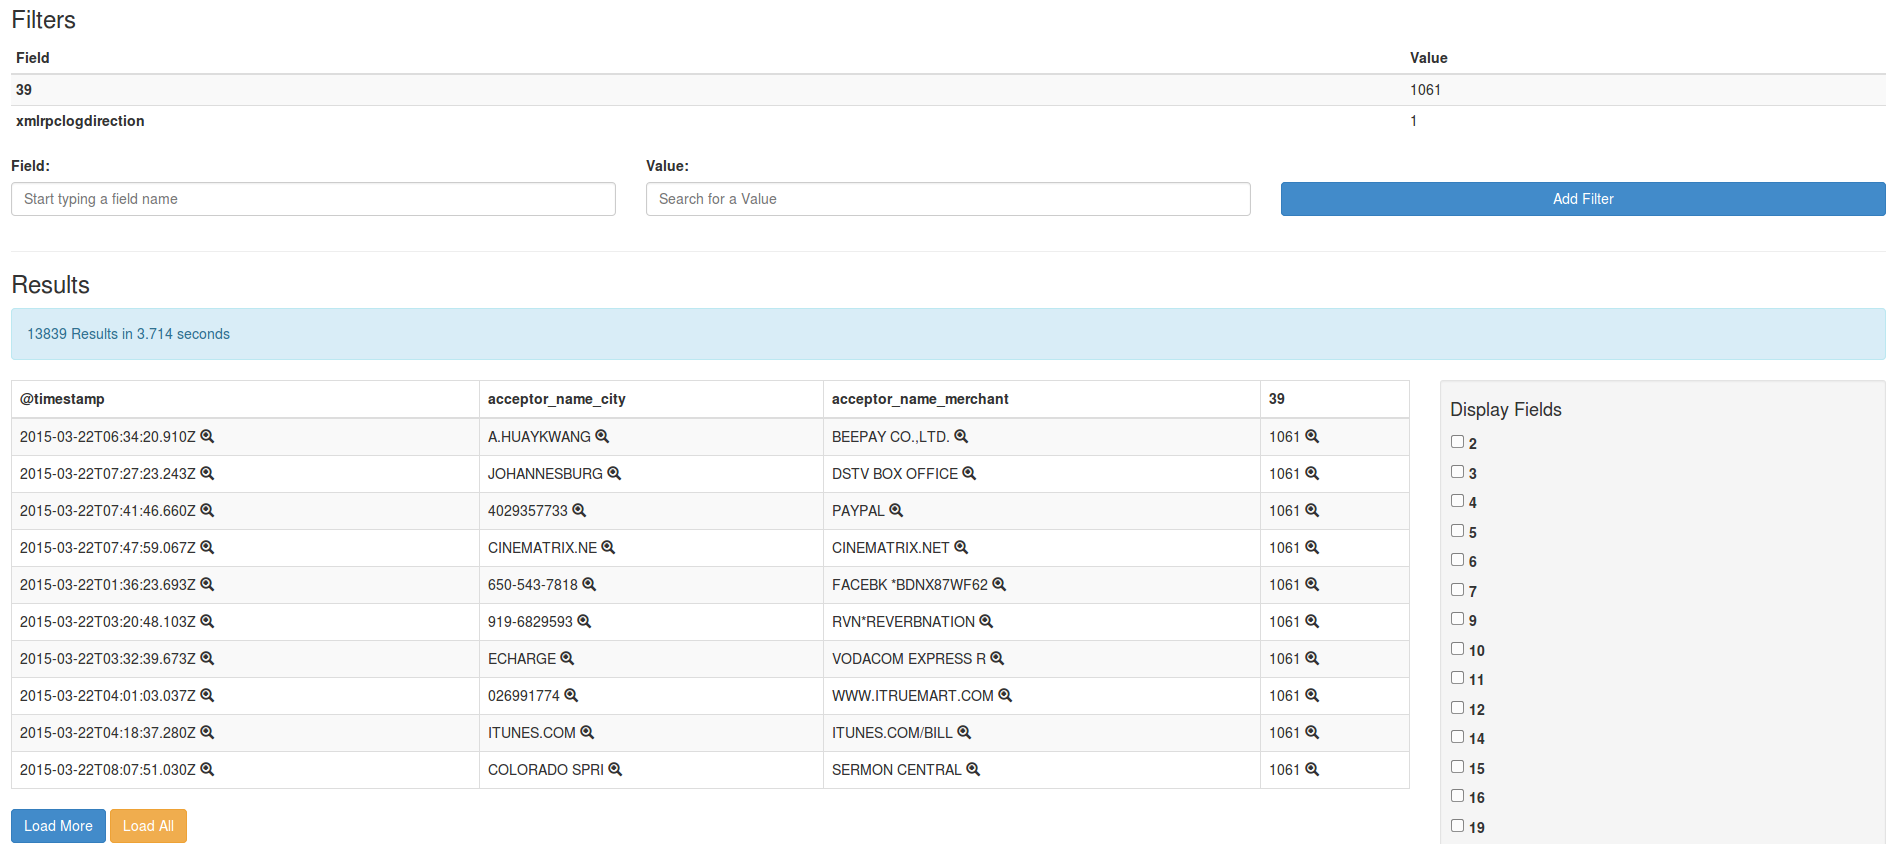 Filters
Field Value
39 1061
xmlrpclogdirection 1
Field: Value:
Start typing a field name Search for a Value Add Filter
Results
13839 Results in 3.714 seconds
@timestamp acceptor_name_city acceptor_name_merchant 39
2015-03-22T06:34:20.910Z A.HUAYKWANG BEEPAY CO.,LTD. 1061
2015-03-22T07:27:23.243Z JOHANNESBURG DSTV BOX OFFICE 1061
2015-03-22T07:41:46.660Z 4029357733 PAYPAL 1061
2015-03-22T07:47:59.067Z CINEMATRIX.NE CINEMATRIX.NET 1061
2015-03-22T01:36:23.693Z 650-543-7818 FACEBK *BDNX87WF62 1061
2015-03-22T03:20:48.103Z 919-6829593 RVN*REVERBNATION 1061
2015-03-22T03:32:39.673Z ECHARGE VODACOM EXPRESS R 1061
2015-03-22T04:01:03.037Z 026991774 WWW.ITRUEMART.COM 1061
2015-03-22T04:18:37.280Z ITUNES.COM ITUNES.COM/BILL 1061
2015-03-22T08:07:51.030Z COLORADO SPRI SERMON CENTRAL 1061
Load More Load All
Display Fields
2
3
4
5
6
7
9
10
11
12
14
15
16
19